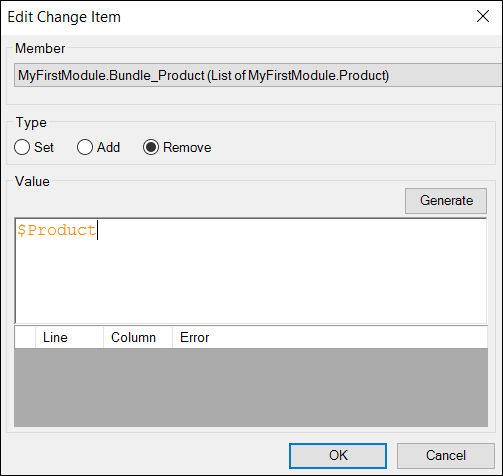 Edit Change Item
Member
MyFirstModule.Bundle_Product (List of MyFirstModule.Product)
Type
Set Add Remove
Value
Generate
$Product
Line Column Error
OK Cancel